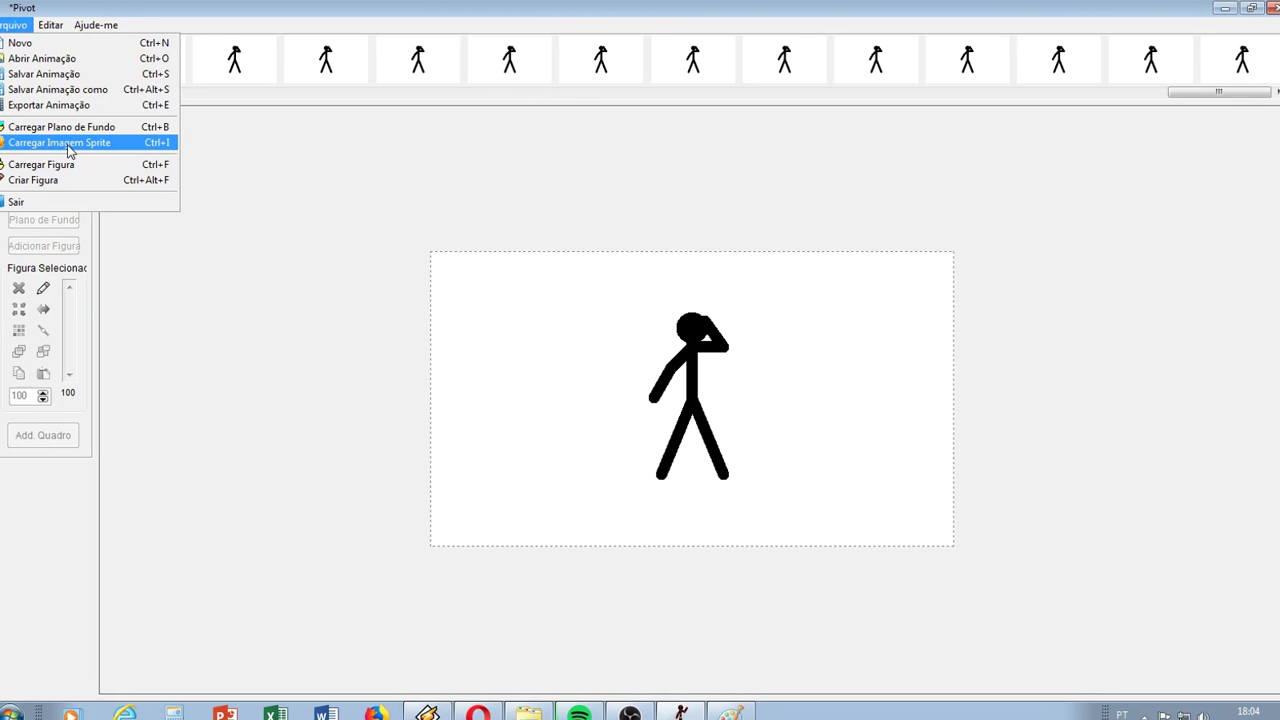 *Pivot
rquivo Editar Ajude-me
Novo Ctrl+N
Abrir Animação Ctrl+O
Salvar Animação Ctrl+S
Salvar Animação como Ctrl+Alt+S
Exportar Animação Ctrl+E
Carregar Plano de Fundo Ctrl+B
Carregar Imagem Sprite Ctrl+I
Carregar Figura Ctrl+F
Criar Figura Ctrl+Alt+F
Sair
Plano de Fundo
Adicionar Figura
Figura Selecionac
100 100
Add. Quadro
PT 18:04